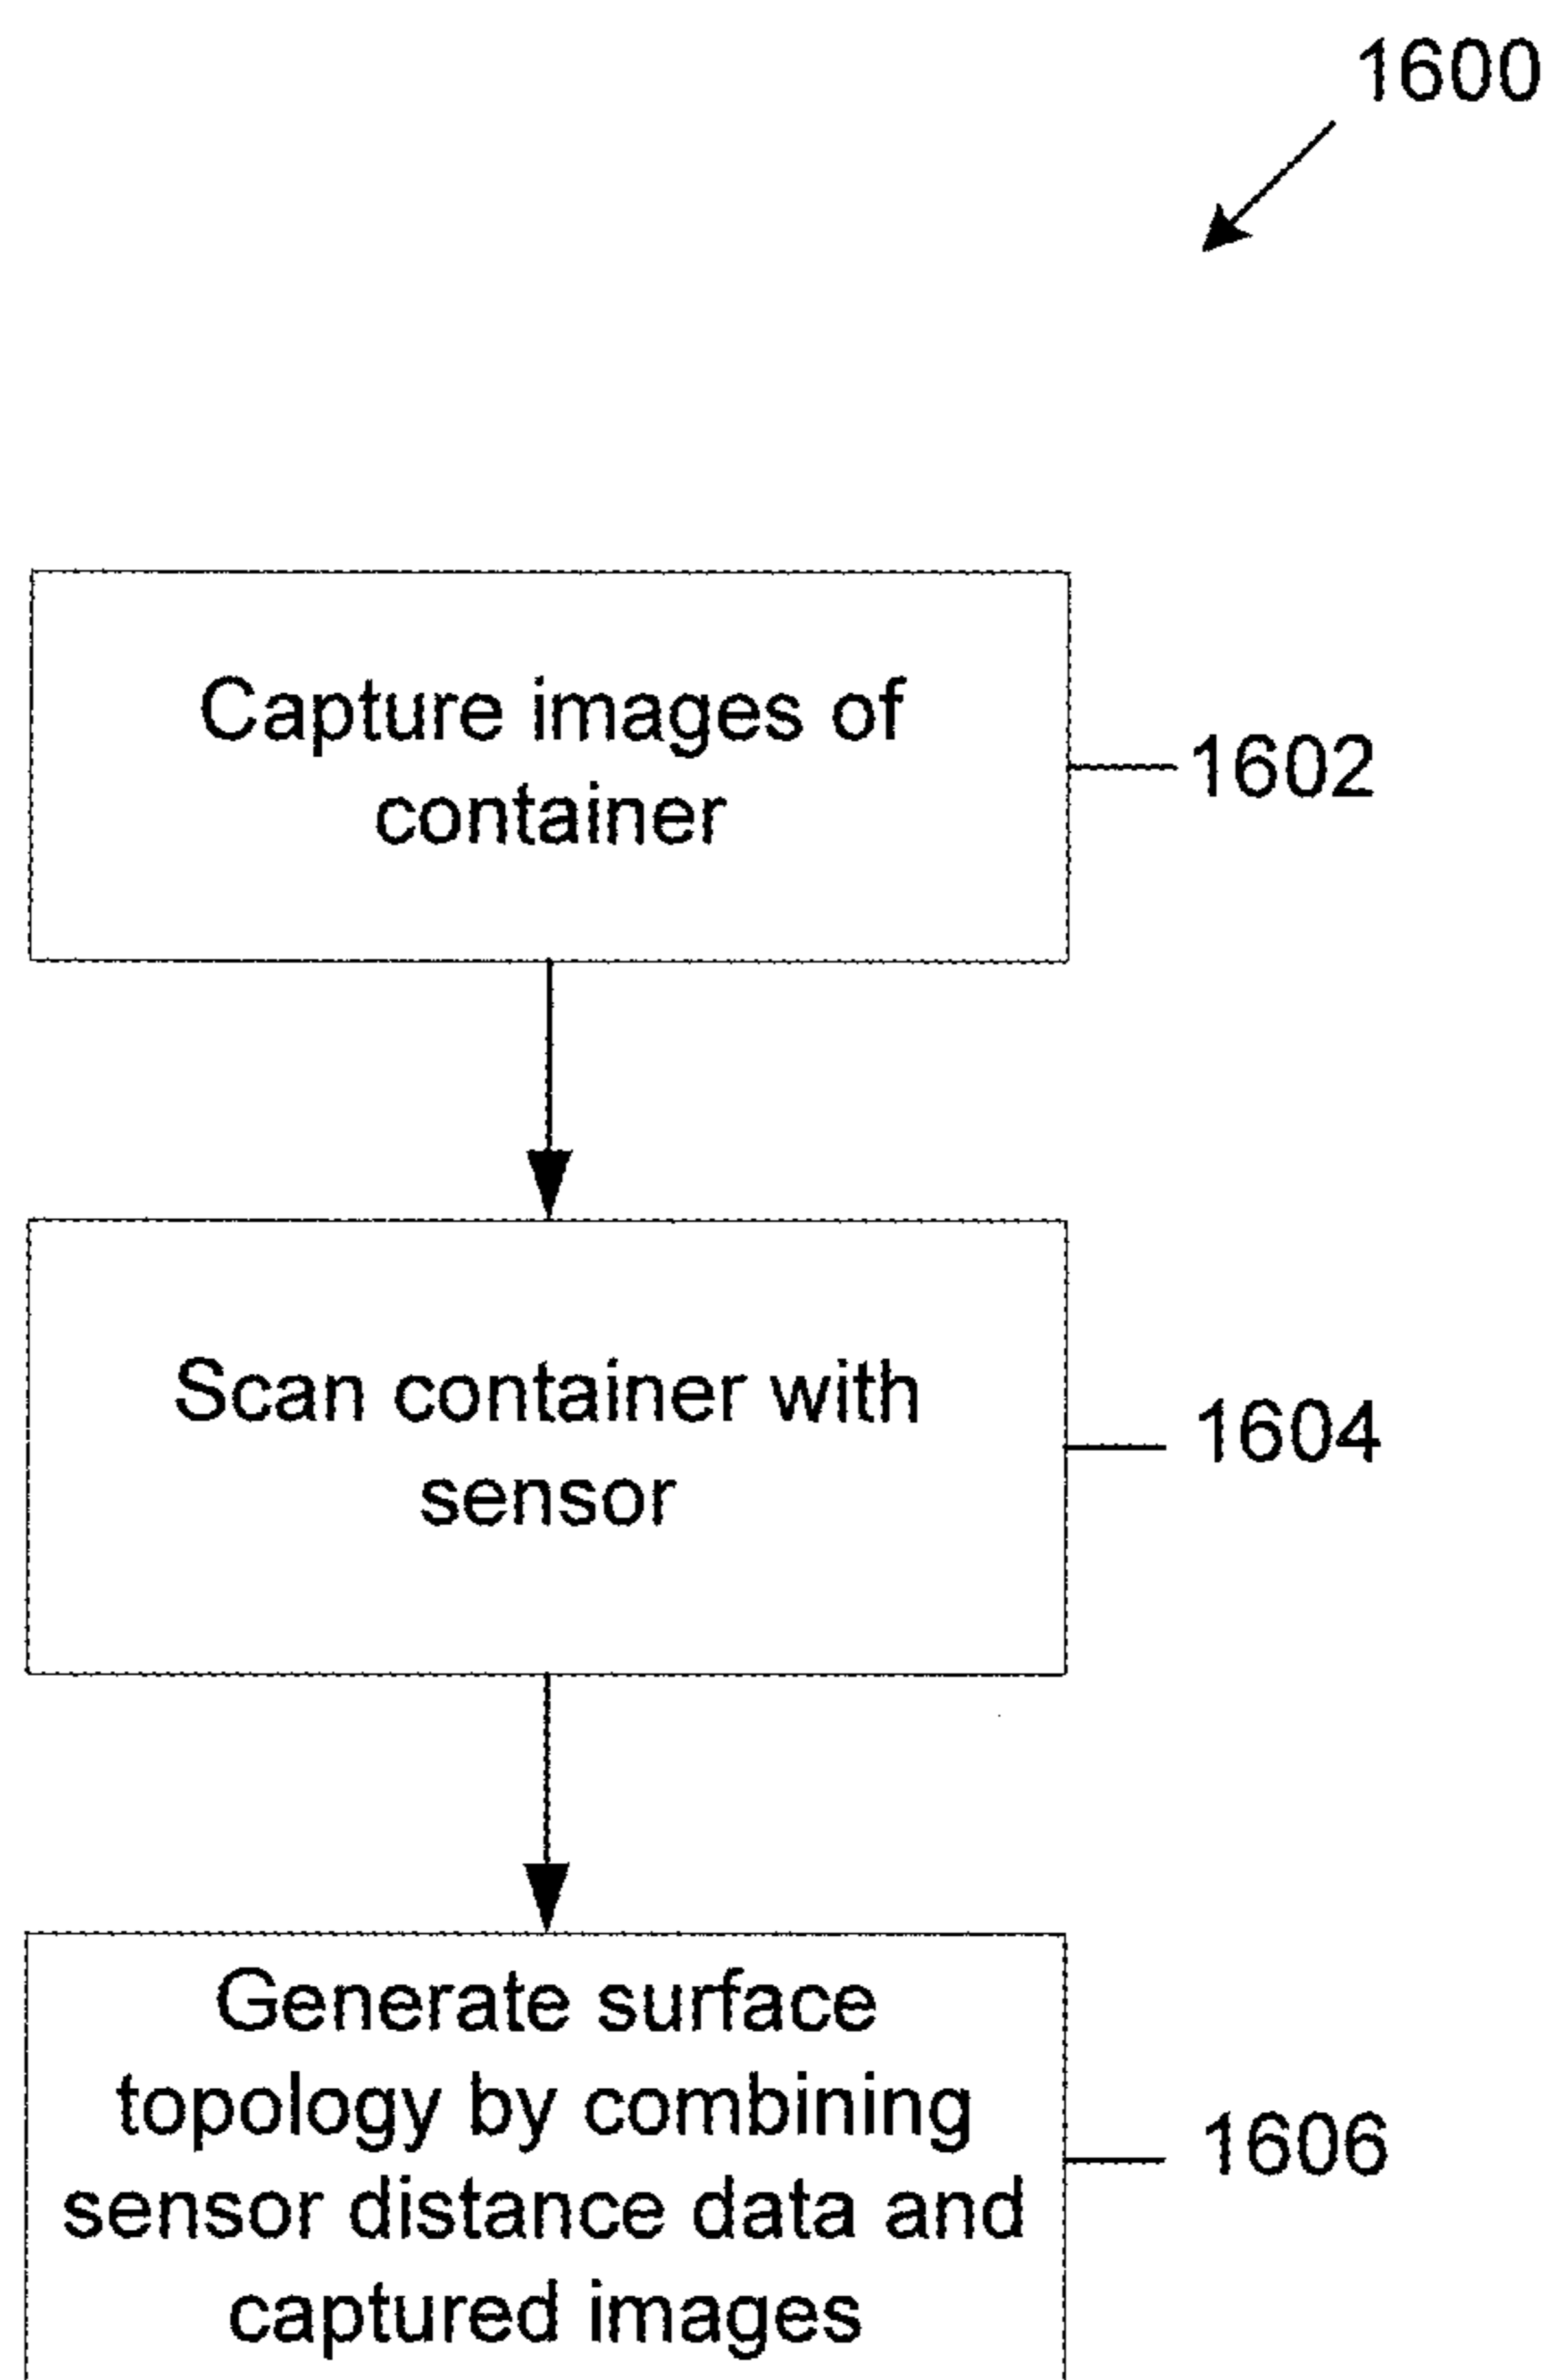 1600
Capture images of
container
1602
Scan container with
sensor
1604
Generate surface
topology by combining
sensor distance data and
captured images
1606